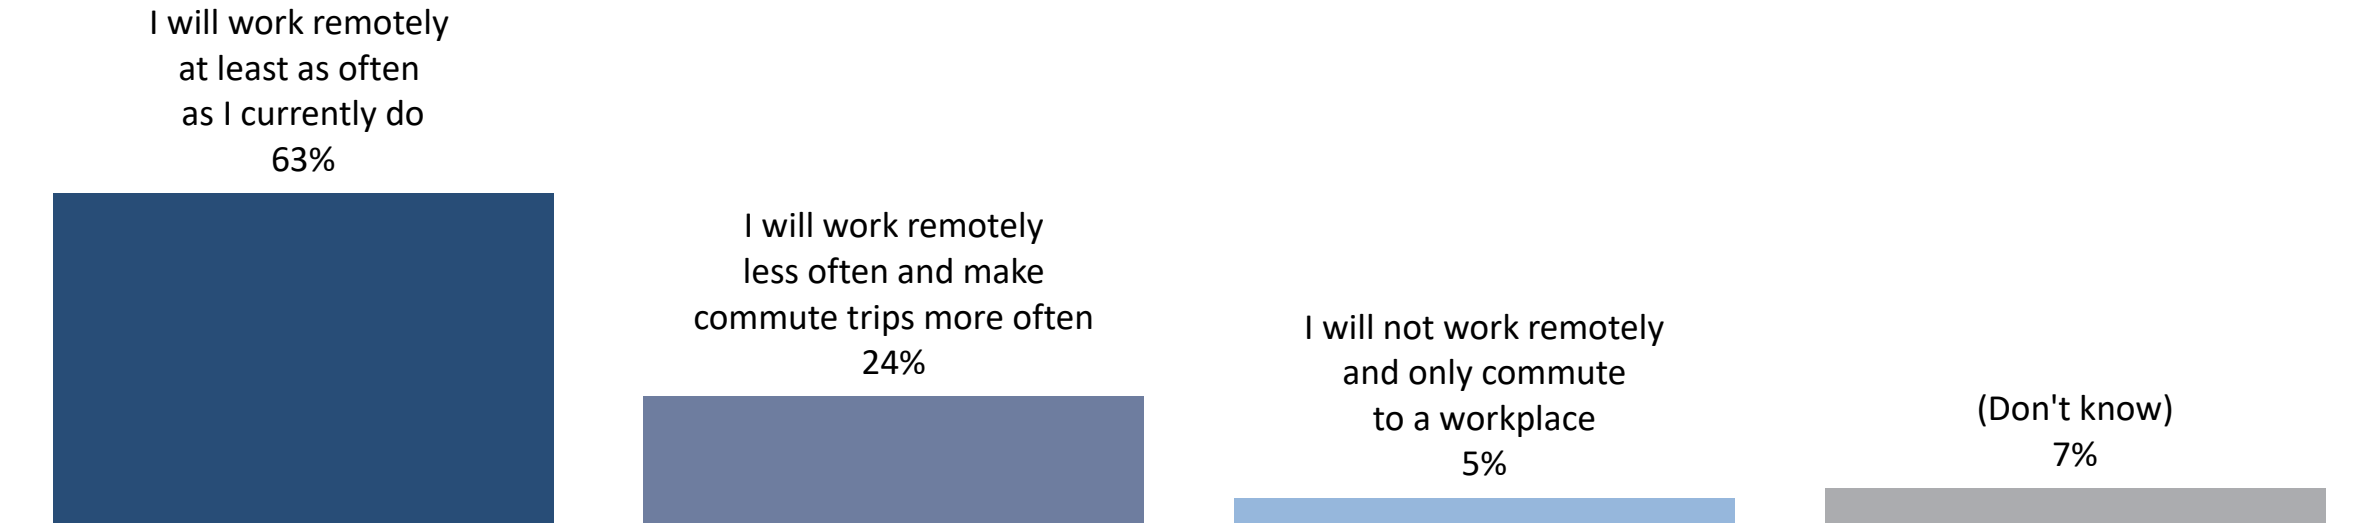 I will work remotely
at least as often
as I currently do
63%
I will work remotely
less often and make
commute trips more often
24%
I will not work remotely
and only commute
to a workplace
5%
(Don't know)
7%